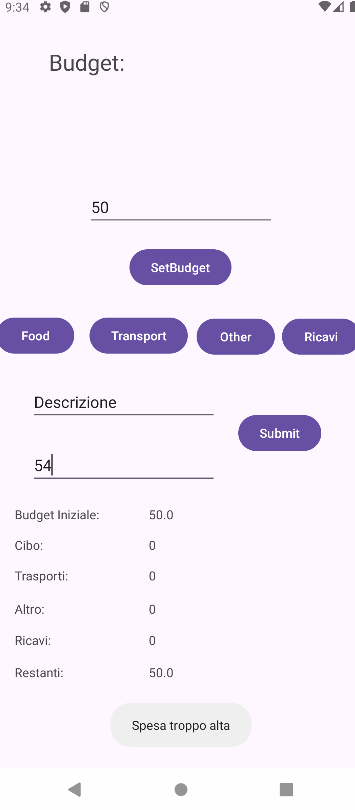 9:34
Budget:
50
SetBudget
Food Transport Other Ricavi
Descrizione
Submit
54
Budget Iniziale: 50.0
Cibo: 0
Trasporti: 0
Altro: 0
Ricavi: 0
Restanti: 50.0
Spesa troppo alta